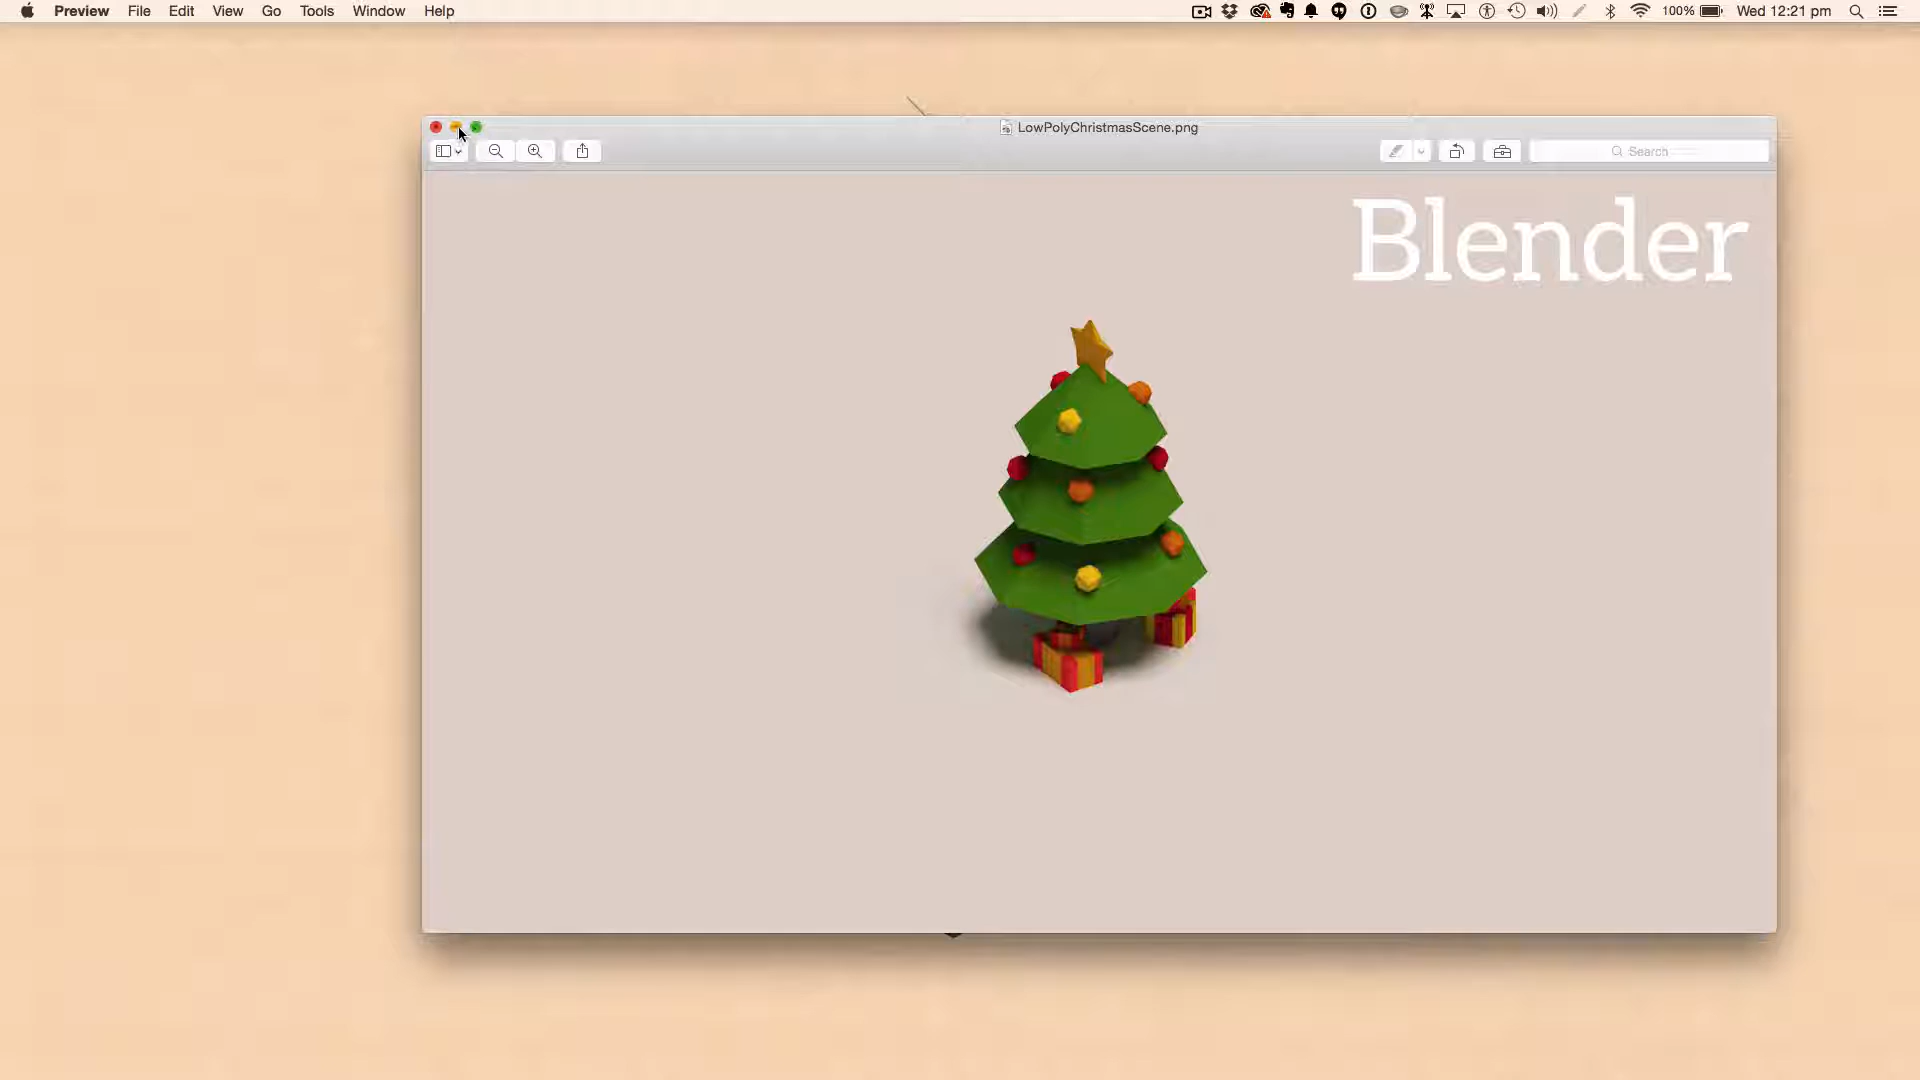 Preview File Edit View Go Tools Window Help 100% Wed 12:21 pm
LowPolyChristmasScene.png
Search
Blender